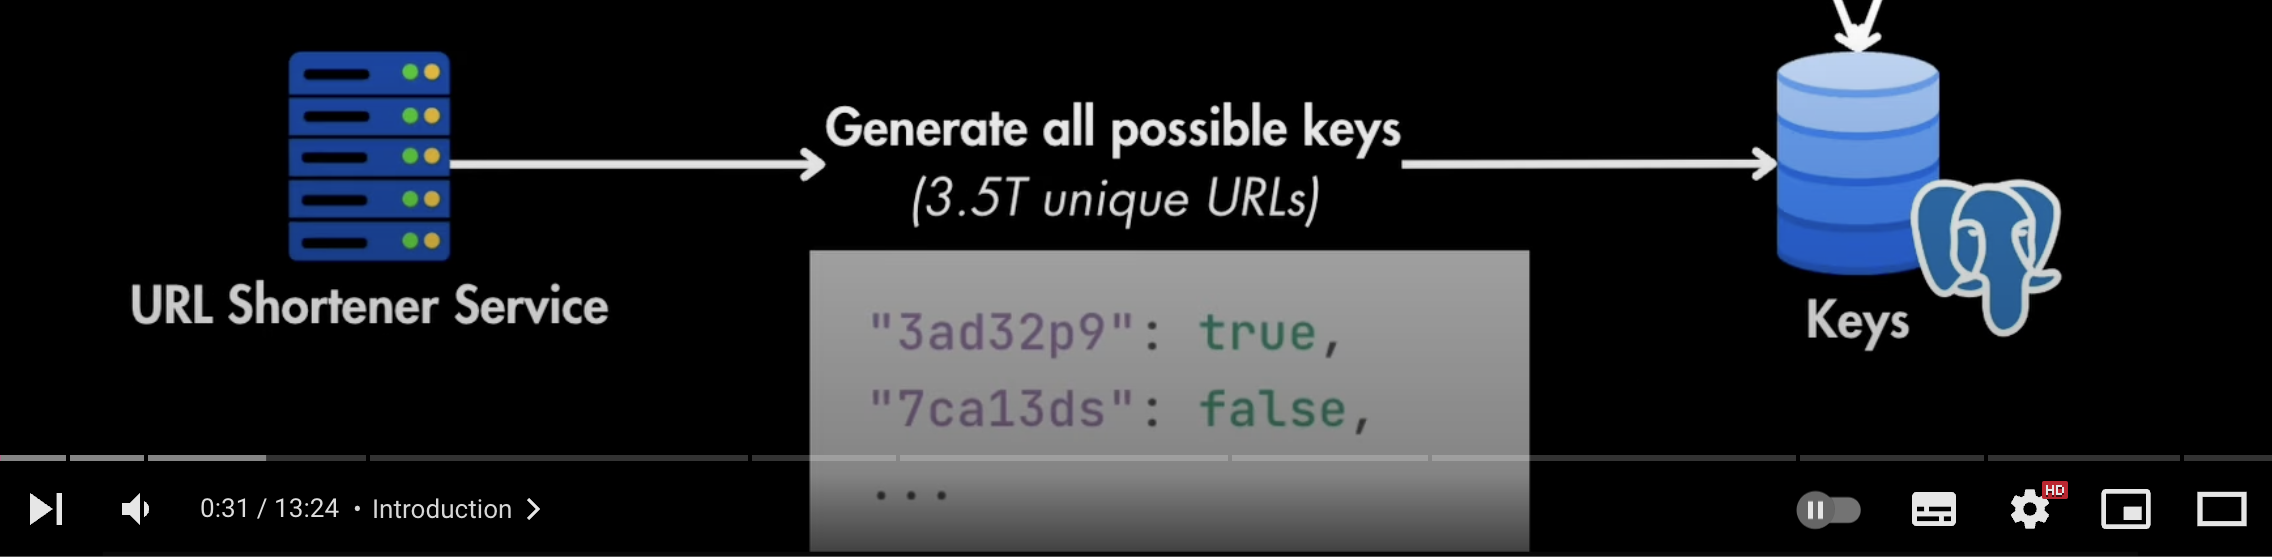 Generate all possible keys
(3.5T unique URLs)
URL Shortener Service
Keys
"3ad32p9": true,
"7ca13ds": false,
...
0:31 / 13:24 • Introduction
HD